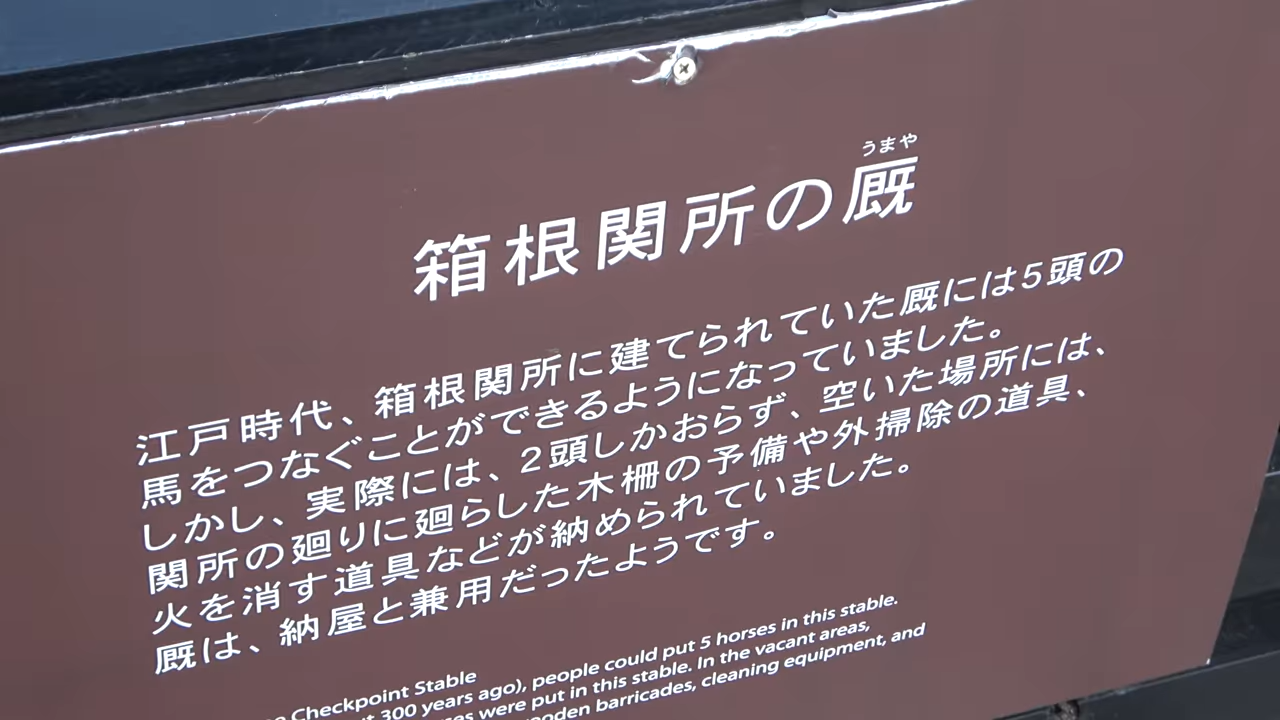 うまや
箱根関所の厩
江戸時代、箱根関所に建てられていた厩には5頭の
馬をつなぐことができるようになっていました。
しかし、実際には、2頭しかおらず、空いた場所には、
関所の廻りに廻らした木柵の予備や外掃除の道具、
火を消す道具などが納められていました。
厩は、納屋と兼用だったようです。
Checkpoint Stable
300 years ago), people could put 5 horses in this stable.
were put in this stable. In the vacant areas,
barricades, cleaning equipment, and